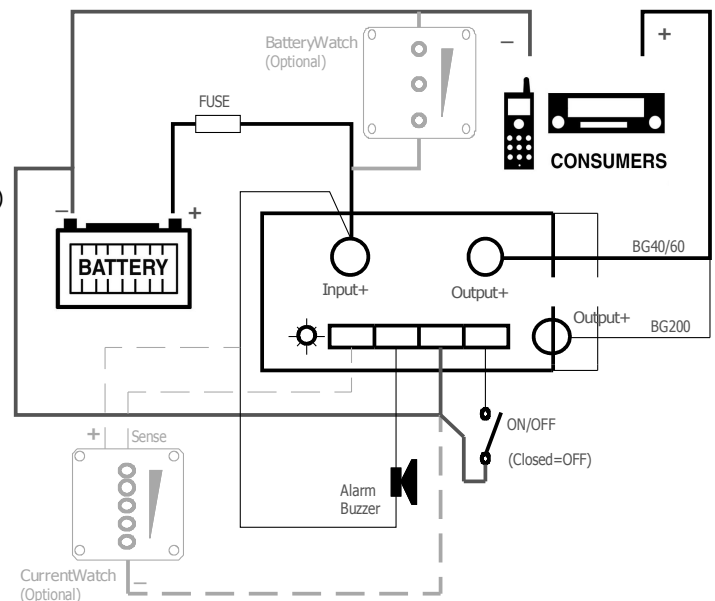 BatteryWatch
(Optional)
−
+
FUSE
CONSUMERS
)
−
+
BATTERY
Input+
Output+
BG40/60
Output+
BG200
+
Sense
ON/OFF
(Closed=OFF)
Alarm
Buzzer
CurrentWatch
(Optional)
−